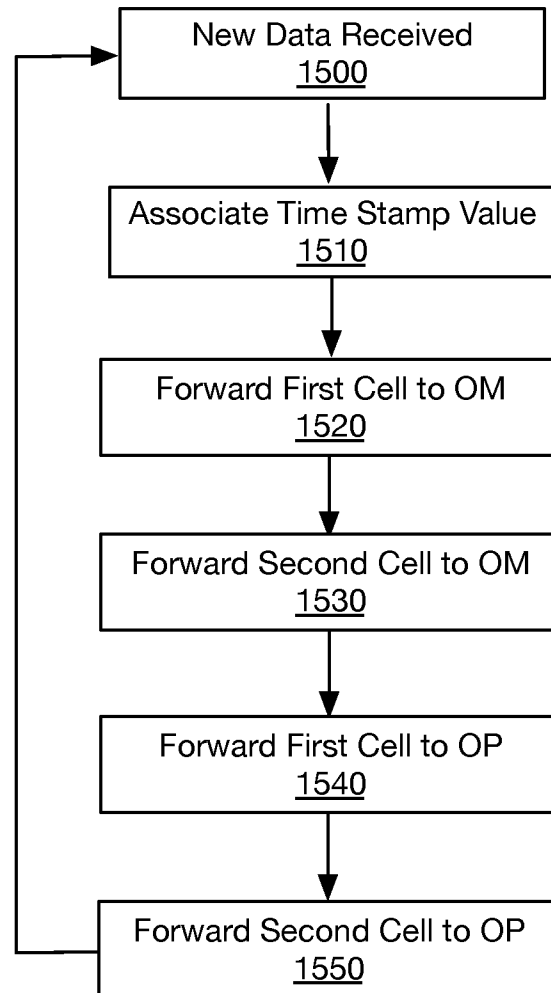 New Data Received
1500
Associate Time Stamp Value
1510
Forward First Cell to OM
1520
Forward Second Cell to OM
1530
Forward First Cell to OP
1540
Forward Second Cell to OP
1550